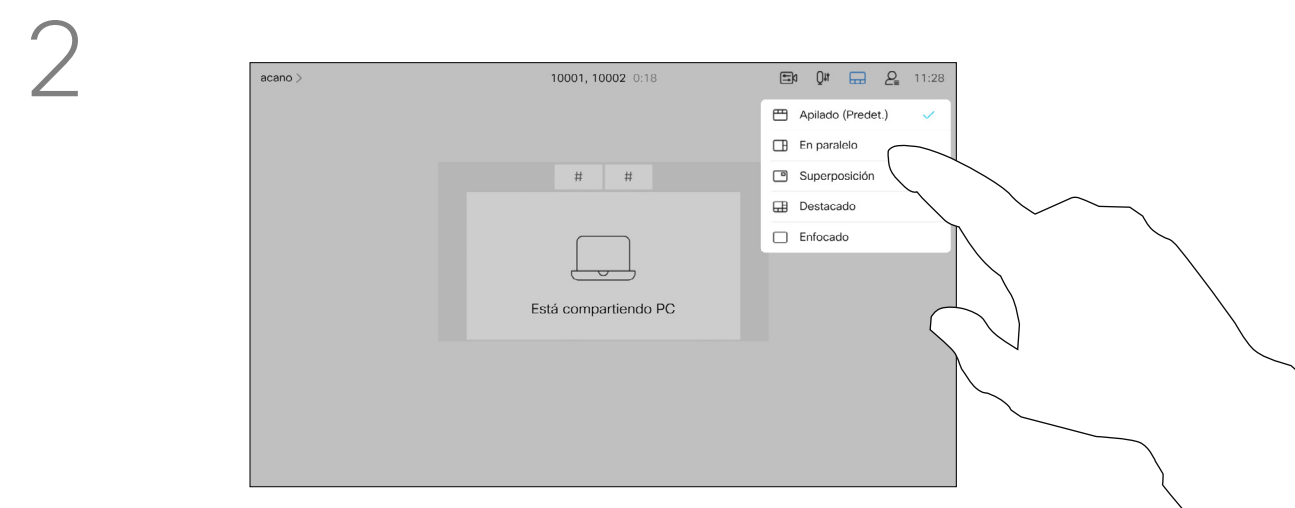 2
acano >
10001, 10002 0:18
11:28
Apilado (Predet.)
En paralelo
Superposición
Destacado
Enfocado
# #
Está compartiendo PC